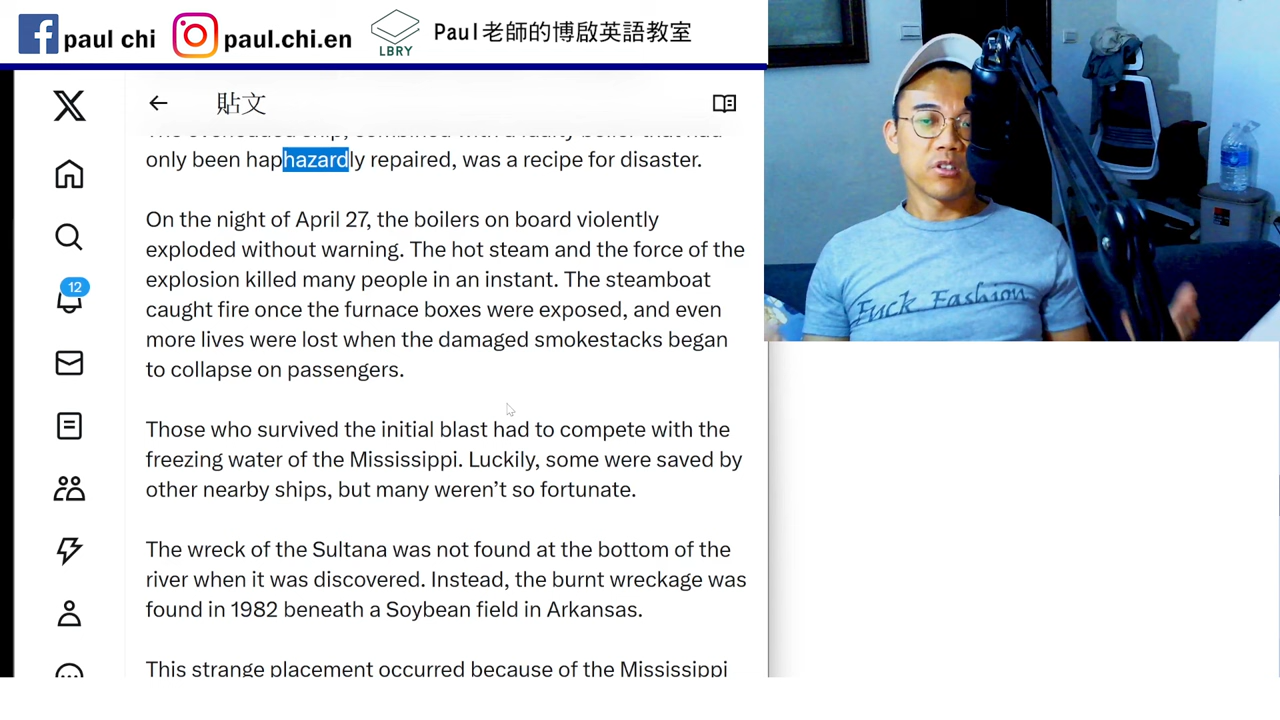 paul chi
paul.chi.en
LBRY
Paul老師的博啟英語教室
貼文
only been haphazardly repaired, was a recipe for disaster.
On the night of April 27, the boilers on board violently
exploded without warning. The hot steam and the force of the
explosion killed many people in an instant. The steamboat
caught fire once the furnace boxes were exposed, and even
more lives were lost when the damaged smokestacks began
to collapse on passengers.
Those who survived the initial blast had to compete with the
freezing water of the Mississippi. Luckily, some were saved by
other nearby ships, but many weren't so fortunate.
The wreck of the Sultana was not found at the bottom of the
river when it was discovered. Instead, the burnt wreckage was
found in 1982 beneath a Soybean field in Arkansas.
This strange placement occurred because of the Mississippi
12
Fuck Fashion